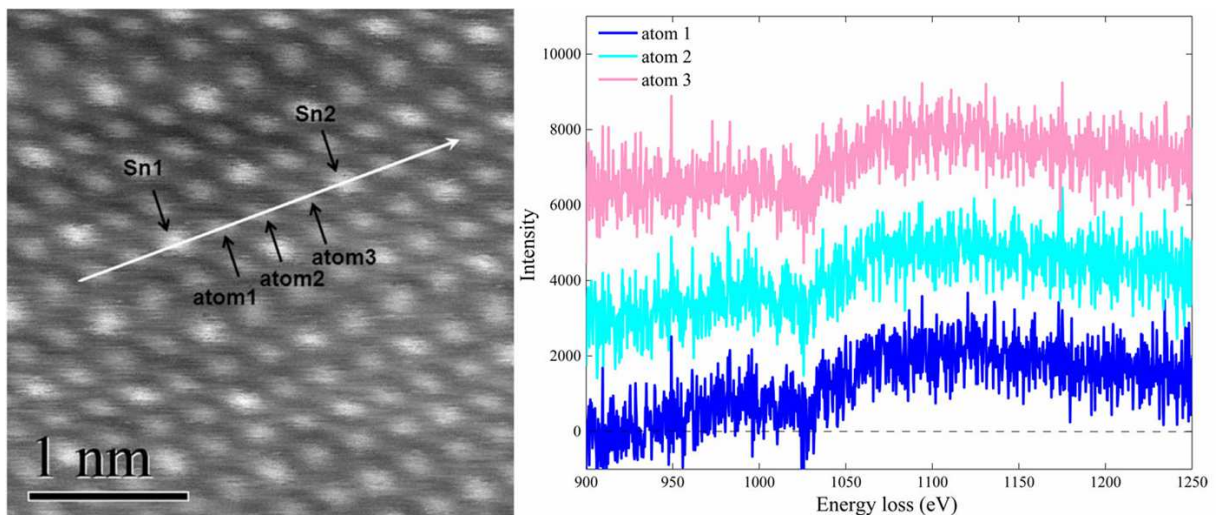 Sn2
Sn1
atom3
atom2
atom1
1 nm
atom 1
atom 2
atom 3
10000
8000
6000
4000
2000
0
Intensity
900 950 1000 1050 1100 1150 1200 1250
Energy loss (eV)